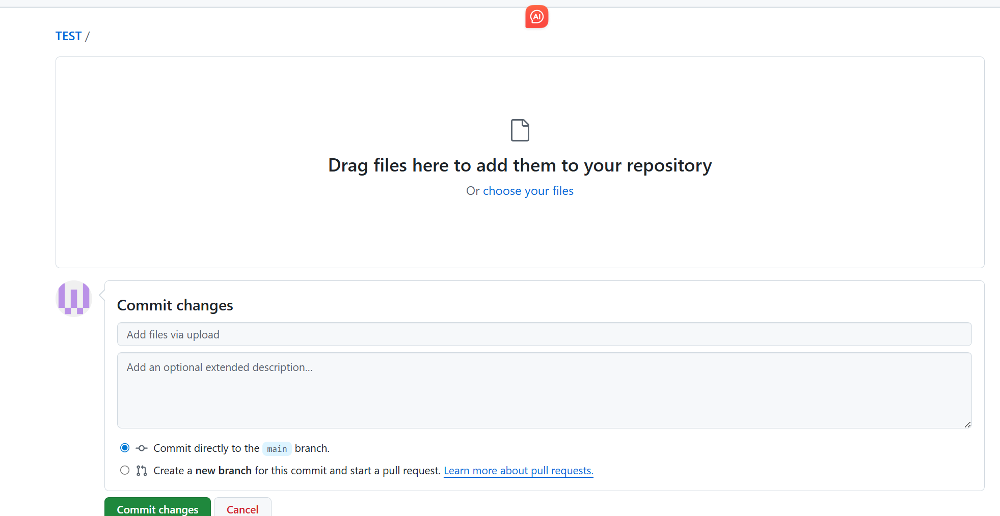 AI
TEST /
Drag files here to add them to your repository
Or choose your files
Commit changes
Add files via upload
Add an optional extended description...
Commit directly to the main branch.
Create a new branch for this commit and start a pull request. Learn more about pull requests.
Commit changes Cancel